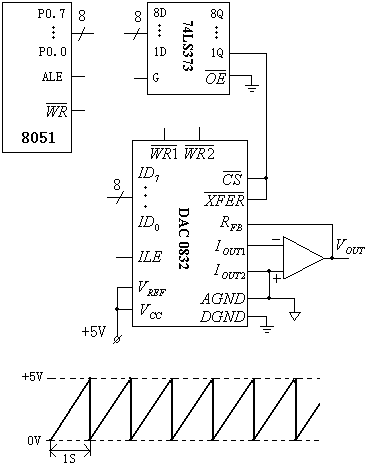 P0.7
8
P0.0
ALE
WR
8051
8
8D
8Q
1D
1Q
G
OE
74LS373
WR1 WR2
ID7
8
ID0
ILE
VREF
VCC
+5V
DAC 0832
CS
XFER
RFB
IOUT1
IOUT2
AGND
DGND
−
+
VOUT
+5V
0V
1S